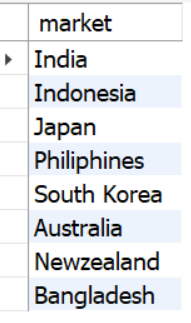 market
India
Indonesia
Japan
Philiphines
South Korea
Australia
Newzealand
Bangladesh